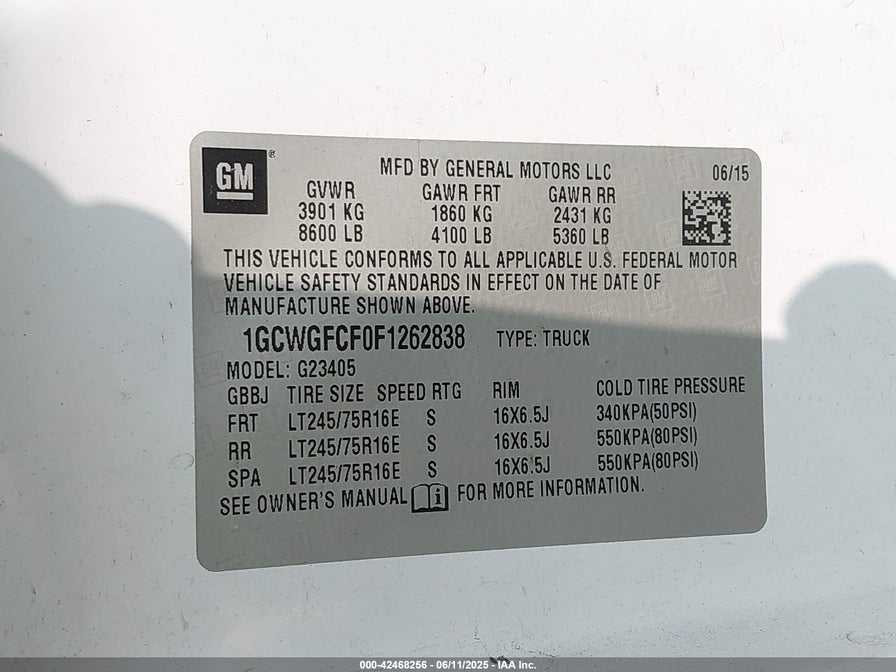 GM ®
MFD BY GENERAL MOTORS LLC 06/15
GVWR GAWR FRT GAWR RR
3901 KG 1860 KG 2431 KG
8600 LB 4100 LB 5360 LB
THIS VEHICLE CONFORMS TO ALL APPLICABLE U.S. FEDERAL MOTOR
VEHICLE SAFETY STANDARDS IN EFFECT ON THE DATE OF
MANUFACTURE SHOWN ABOVE.
1GCWGFCF0F1262838 TYPE: TRUCK
MODEL: G23405
GBBJ TIRE SIZE SPEED RTG RIM COLD TIRE PRESSURE
FRT LT245/75R16E S 16X6.5J 340KPA(50PSI)
RR LT245/75R16E S 16X6.5J 550KPA(80PSI)
SPA LT245/75R16E S 16X6.5J 550KPA(80PSI)
SEE OWNER'S MANUAL i FOR MORE INFORMATION.
000-42468256 - 06/11/2025 - IAA Inc.